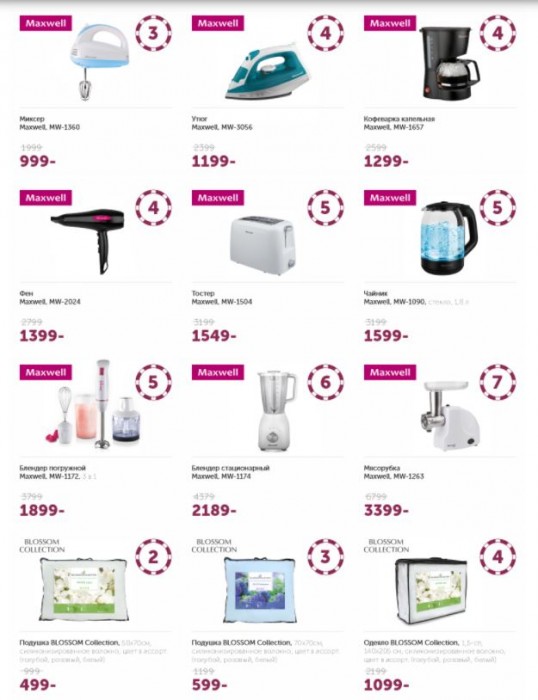 Maxwell
3
Миксер
Maxwell, MW-1360
1999
999-
Maxwell
4
Утюг
Maxwell, MW-3056
2399
1199-
Maxwell
4
Кофеварка капельная
Maxwell, MW-1657
2599
1299-
Maxwell
4
Фен
Maxwell, MW-2024
2799
1399-
Maxwell
5
Тостер
Maxwell, MW-1504
3199
1549-
Maxwell
5
Чайник
Maxwell, MW-1090, стекло, 1,8 л
3199
1599-
Maxwell
5
Блендер погружной
Maxwell, MW-1172, 3 в 1
3799
1899-
Maxwell
6
Блендер стационарный
Maxwell, MW-1174
4379
2189-
Maxwell
7
Мясорубка
Maxwell, MW-1263
6799
3399-
BLOSSOM
COLLECTION
2
Подушка BLOSSOM Collection, 50х70см,
силиконизированное волокно, цвет в ассорт.
(голубой, розовый, белый)
999
499-
BLOSSOM
COLLECTION
3
Подушка BLOSSOM Collection, 70х70см,
силиконизированное волокно, цвет в ассорт.
(голубой, розовый, белый)
1199
599-
BLOSSOM
COLLECTION
4
Одеяло BLOSSOM Collection, 1,5-сп,
силиконизированное волокно,
цвет в ассорт. (голубой, розовый, белый)
2199
1099-